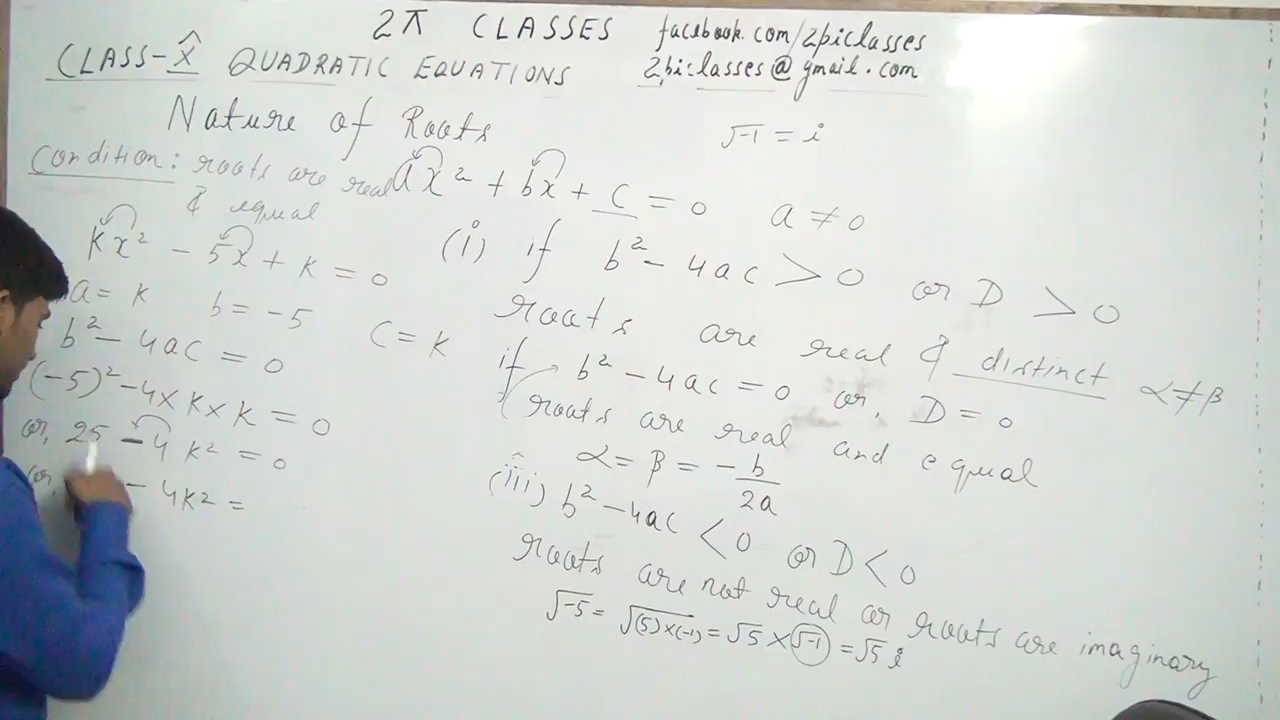 2π CLASSES facebook.com/2piclasses
CLASS-X QUADRATIC EQUATIONS 2piclasses@gmail.com
Nature of Roots √-1 = i
Condition: roots are real & equal
ax² + bx + c = 0 a ≠ 0
kx² - 5x + k = 0
a = k b = -5 c = k
b² - 4ac = 0
(-5)² - 4×k×k = 0
or, 25 - 4k² = 0
or, - 4k² =
(i) if b² - 4ac > 0 or D > 0
roots are real & distinct α≠β
if b² - 4ac = 0 or, D = 0
roots are real and equal
α = β = -b/2a
(iii) b² - 4ac < 0 or D < 0
roots are not real or roots are imaginary
√-5 = √(5)×(-1) = √5 × √-1 = √5 i